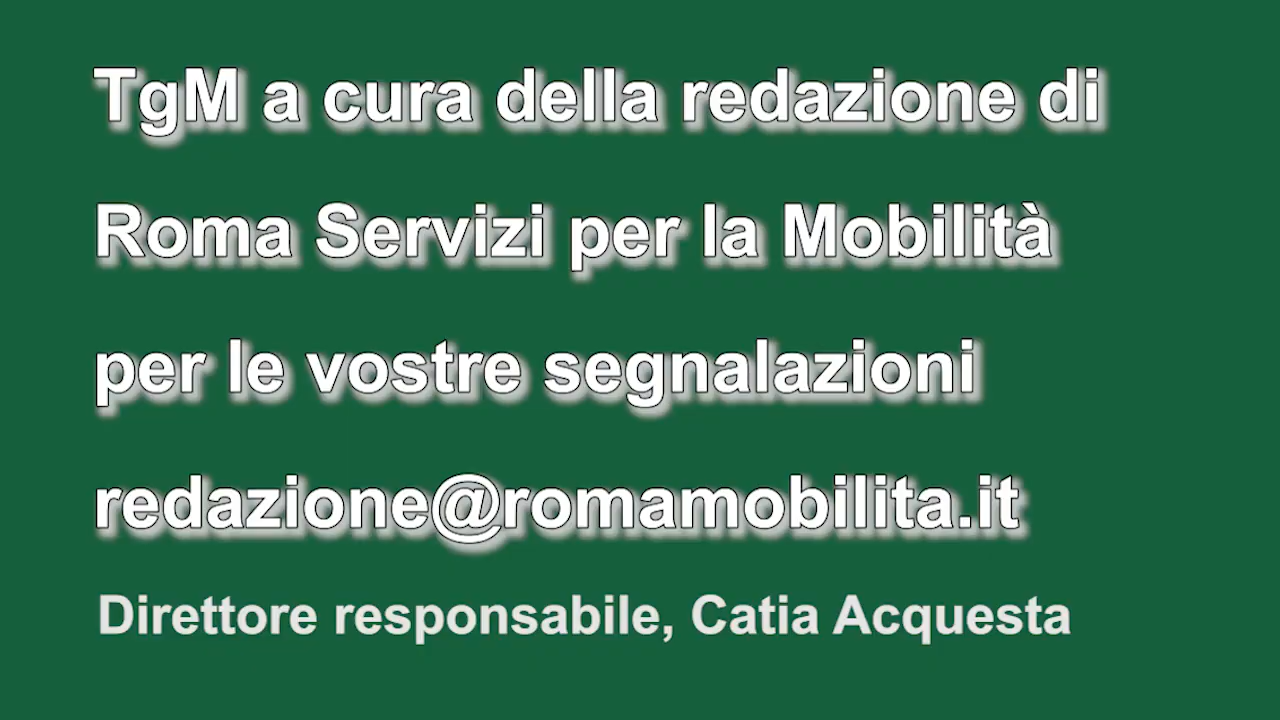 TgM a cura della redazione di
Roma Servizi per la Mobilità
per le vostre segnalazioni
redazione@romamobilita.it
Direttore responsabile, Catia Acquesta